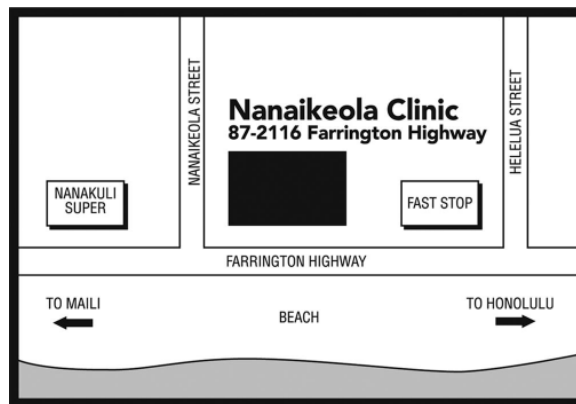 NANAIKEOLA STREET
HELELUA STREET
Nanaikeola Clinic
87-2116 Farrington Highway
NANAKULI
SUPER
FAST STOP
FARRINGTON HIGHWAY
TO MAILI
BEACH
TO HONOLULU